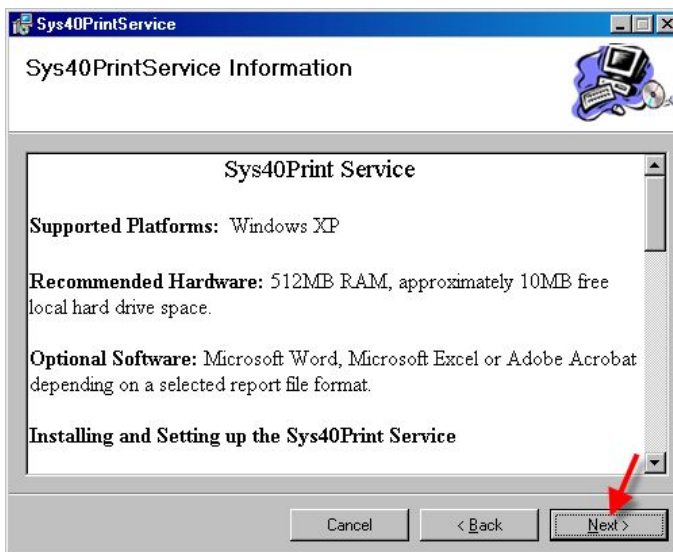 Sys40PrintService
Sys40PrintService Information
Sys40Print Service
Supported Platforms: Windows XP
Recommended Hardware: 512MB RAM, approximately 10MB free
local hard drive space.
Optional Software: Microsoft Word, Microsoft Excel or Adobe Acrobat
depending on a selected report file format.
Installing and Setting up the Sys40Print Service
Cancel < Back Next >